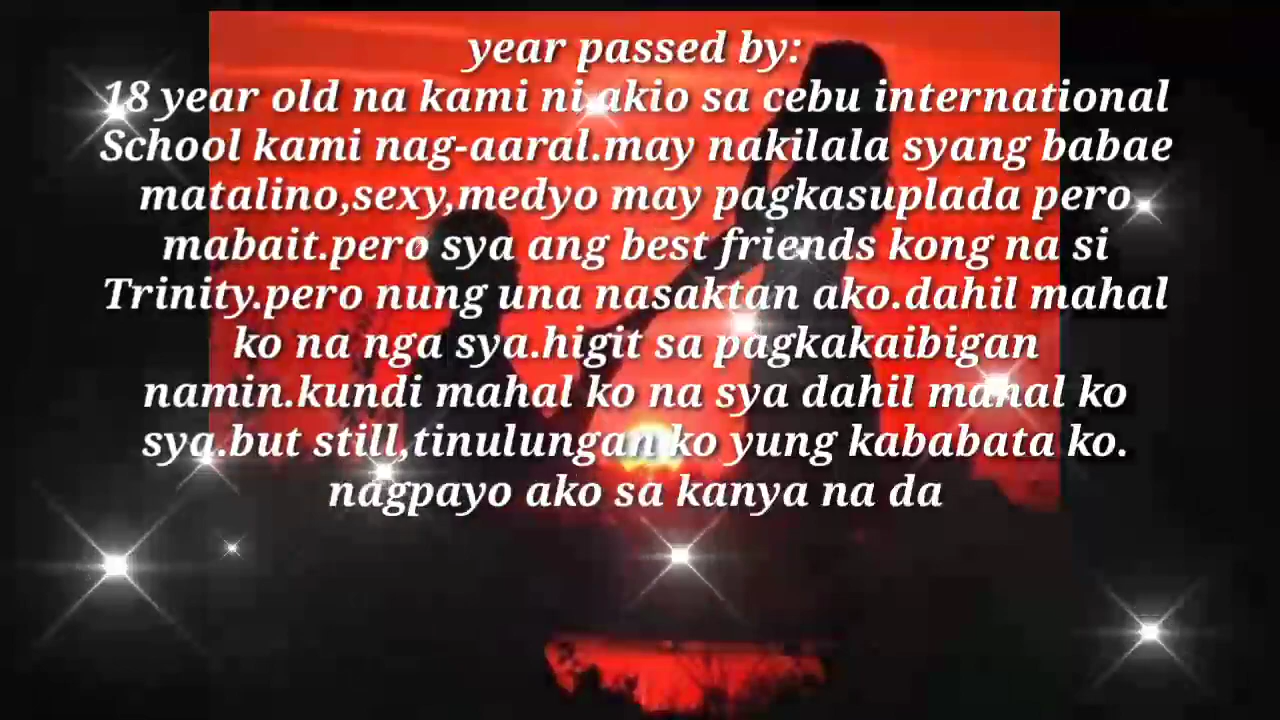 year passed by:
18 year old na kami ni akio sa cebu international
School kami nag-aaral.may nakilala syang babae
matalino,sexy,medyo may pagkasuplada pero
mabait.pero sya ang best friends kong na si
Trinity.pero nung una nasaktan ako.dahil mahal
ko na nga sya.higit sa pagkakaibigan
namin.kundi mahal ko na sya dahil mahal ko
sya.but still,tinulungan ko yung kababata ko.
nagpayo ako sa kanya na da